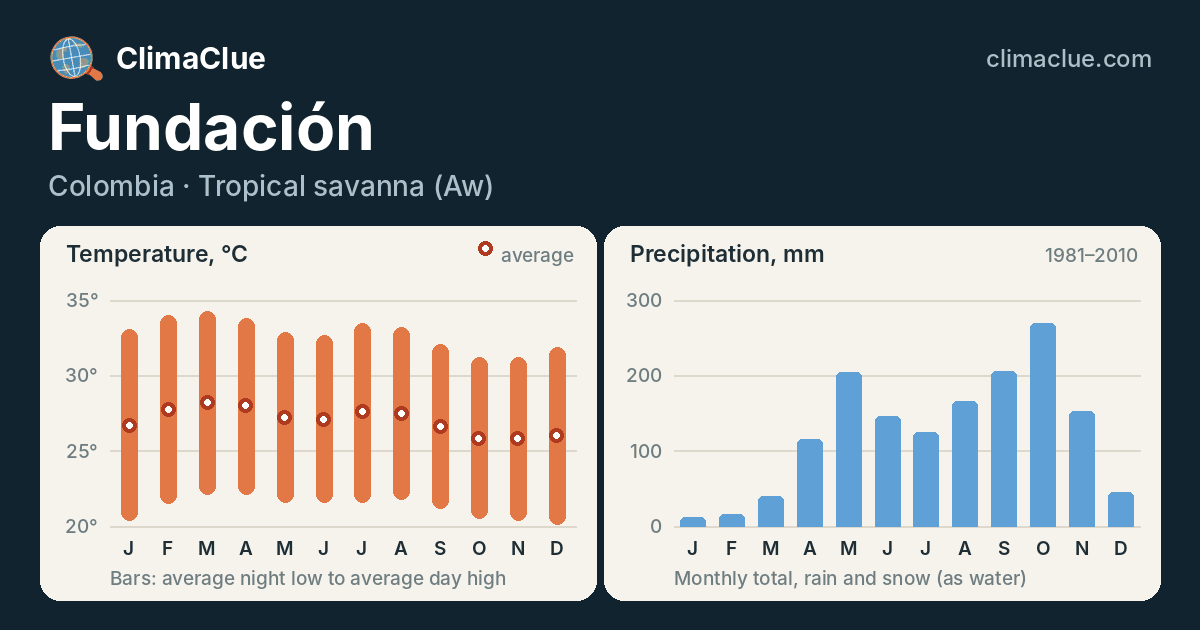 ClimaClue
climaclue.com
Fundación
Colombia · Tropical savanna (Aw)
Temperature, °C
average
35°
30°
25°
20°
J F M A M J J A S O N D
Bars: average night low to average day high
Precipitation, mm
1981–2010
300
200
100
0
J F M A M J J A S O N D
Monthly total, rain and snow (as water)